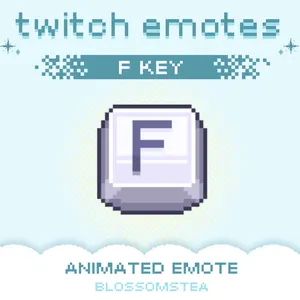 twitch emotes
F KEY
F
ANIMATED EMOTE
BLOSSOMSTEA